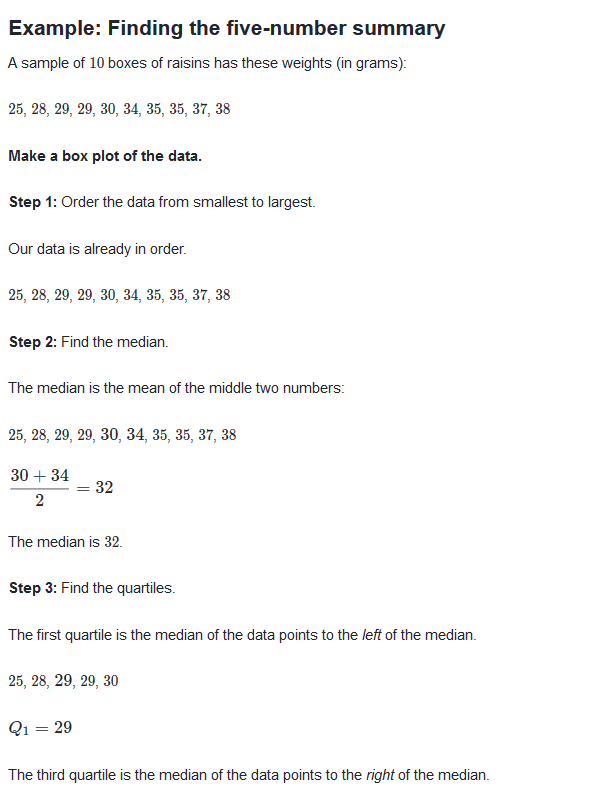 Example: Finding the five-number summary
A sample of 10 boxes of raisins has these weights (in grams):
25, 28, 29, 29, 30, 34, 35, 35, 37, 38
Make a box plot of the data.
Step 1: Order the data from smallest to largest.
Our data is already in order.
25, 28, 29, 29, 30, 34, 35, 35, 37, 38
Step 2: Find the median.
The median is the mean of the middle two numbers:
25, 28, 29, 29, 30, 34, 35, 35, 37, 38
30 + 34
2
= 32
The median is 32.
Step 3: Find the quartiles.
The first quartile is the median of the data points to the left of the median.
25, 28, 29, 29, 30
Q₁ = 29
The third quartile is the median of the data points to the right of the median.